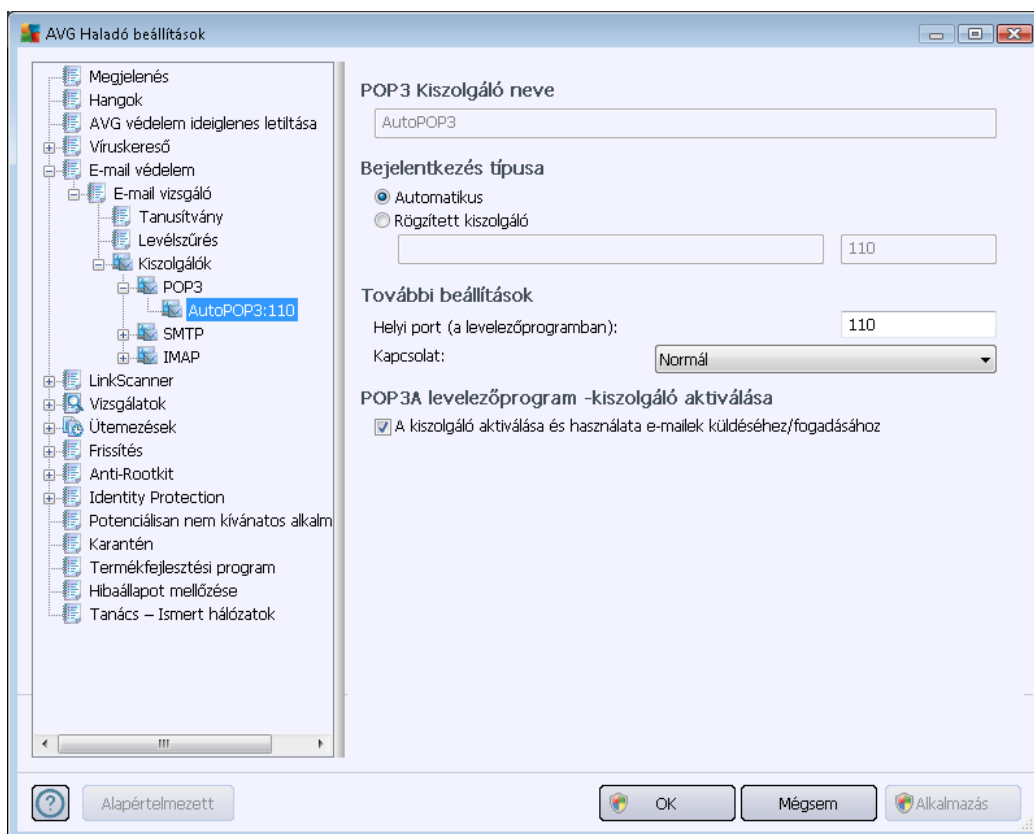 AVG Haladó beállítások
Megjelenés
Hangok
AVG védelem ideiglenes letiltása
Víruskereső
E-mail védelem
E-mail vizsgáló
Tanusítvány
Levélszűrés
Kiszolgálók
POP3
AutoPOP3:110
SMTP
IMAP
LinkScanner
Vizsgálatok
Ütemezések
Frissítés
Anti-Rootkit
Identity Protection
Potenciálisan nem kívánatos alkalm
Karantén
Termékfejlesztési program
Hibaállapot mellőzése
Tanács – Ismert hálózatok
POP3 Kiszolgáló neve
AutoPOP3
Bejelentkezés típusa
Automatikus
Rögzített kiszolgáló
110
További beállítások
Helyi port (a levelezőprogramban):
110
Kapcsolat:
Normál
POP3A levelezőprogram -kiszolgáló aktiválása
A kiszolgáló aktiválása és használata e-mailek küldéséhez/fogadásához
Alapértelmezett
OK
Mégsem
Alkalmazás